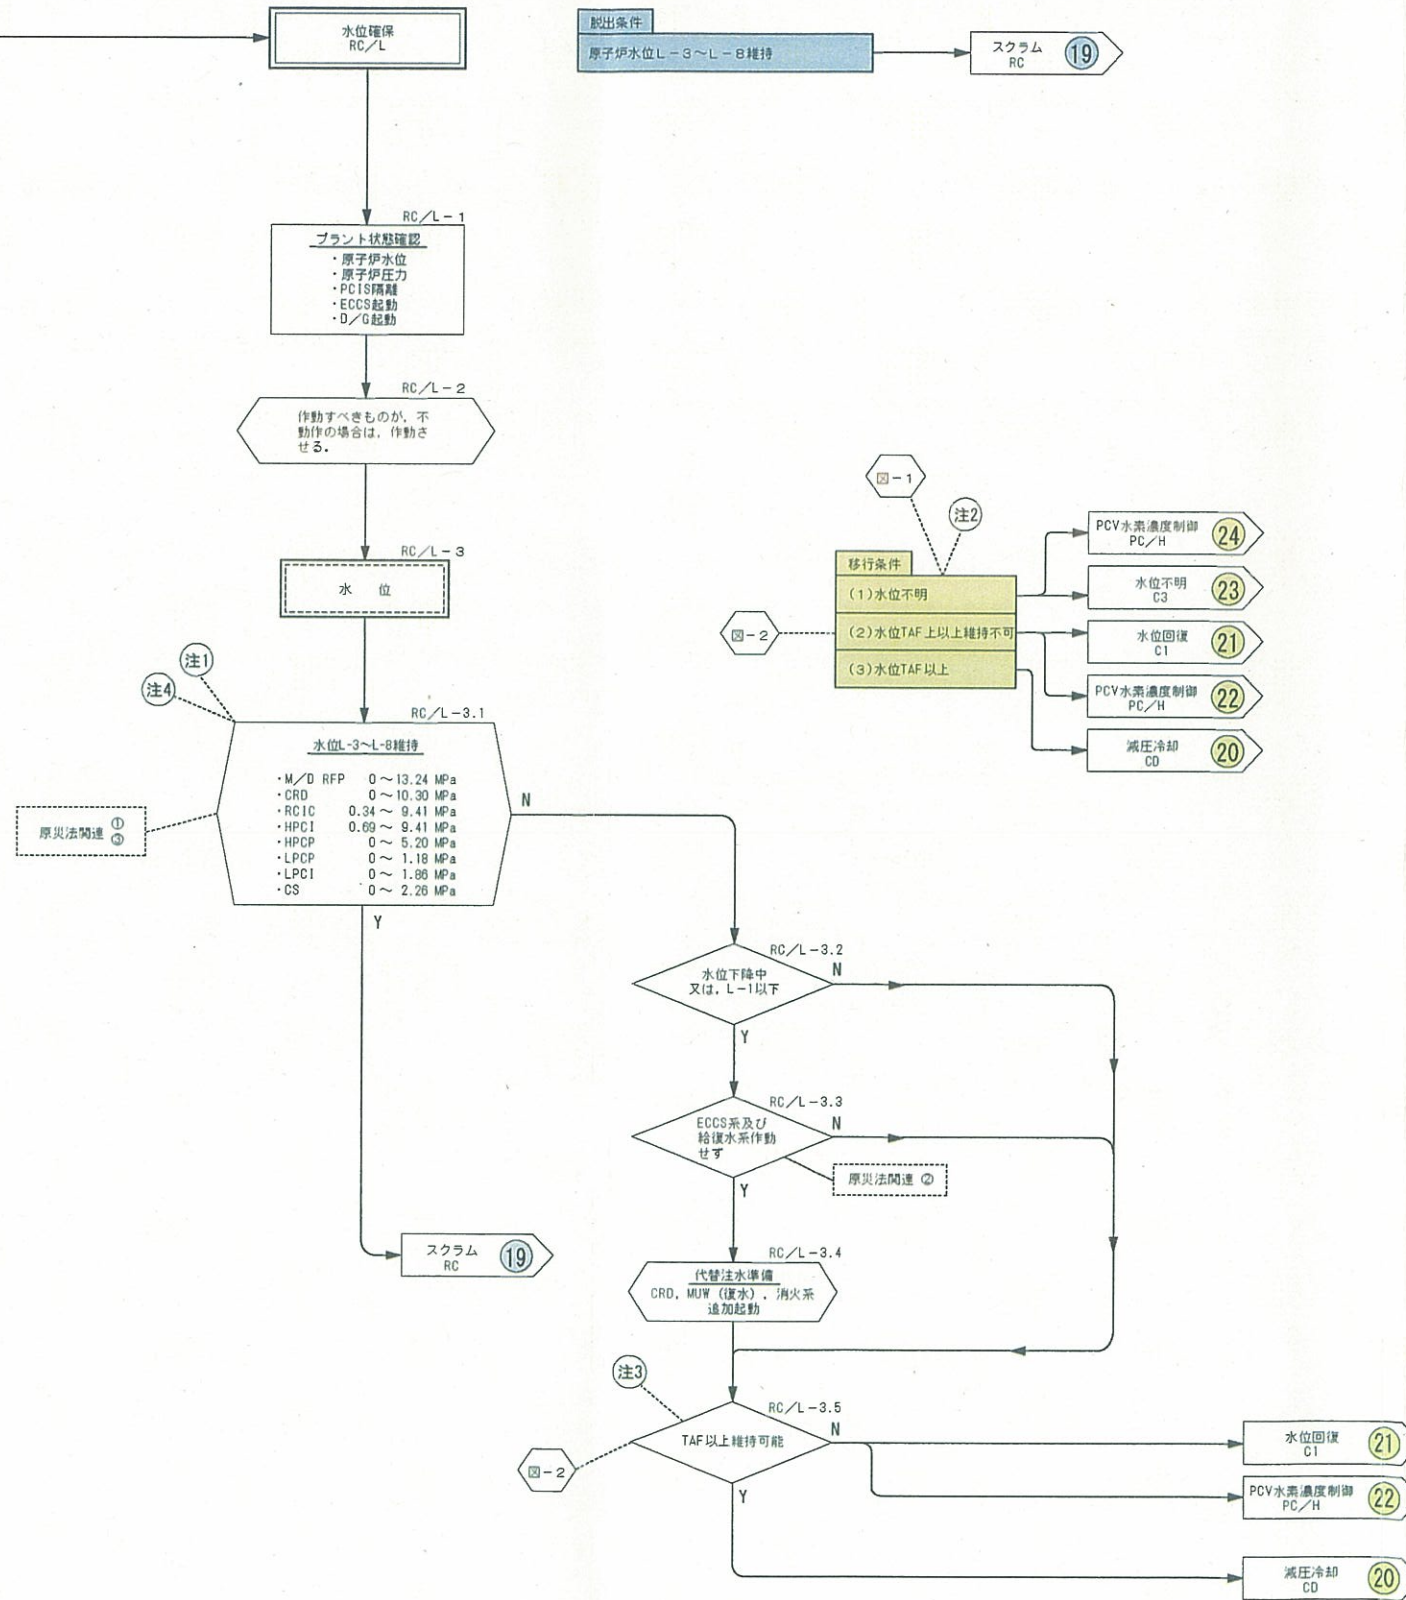 水位確保
RC/L
脱出条件
原子炉水位L-3～L-8維持
スクラム
RC
19
RC/L-1
プラント状態確認
・原子炉水位
・原子炉圧力
・PCIS隔離
・ECCS起動
・D/G起動
RC/L-2
作動すべきものが、不
動作の場合は、作動さ
せる。
RC/L-3
水 位
図-1
注2
移行条件
(1)水位不明
(2)水位TAF上以上維持不可
(3)水位TAF以上
図-2
PCV水素濃度制御
PC/H
24
水位不明
C3
23
水位回復
C1
21
PCV水素濃度制御
PC/H
22
減圧冷却
CD
20
注1
注4
RC/L-3.1
水位L-3～L-8維持
・M/D RFP 0～13.24 MPa
・CRD 0～10.30 MPa
・RCIC 0.34～9.41 MPa
・HPCI 0.69～9.41 MPa
・HPCP 0～5.20 MPa
・LPCP 0～1.18 MPa
・LPCI 0～1.86 MPa
・CS 0～2.26 MPa
原災法関連 ①
③
N
Y
RC/L-3.2
水位下降中
又は、L-1以下
N
Y
RC/L-3.3
ECCS系及び
給復水系作動
せず
N
原災法関連 ②
Y
スクラム
RC
19
RC/L-3.4
代替注水準備
CRD、MUW(復水)、消火系
追加起動
注3
RC/L-3.5
TAF以上維持可能
N
図-2
Y
水位回復
C1
21
PCV水素濃度制御
PC/H
22
減圧冷却
CD
20